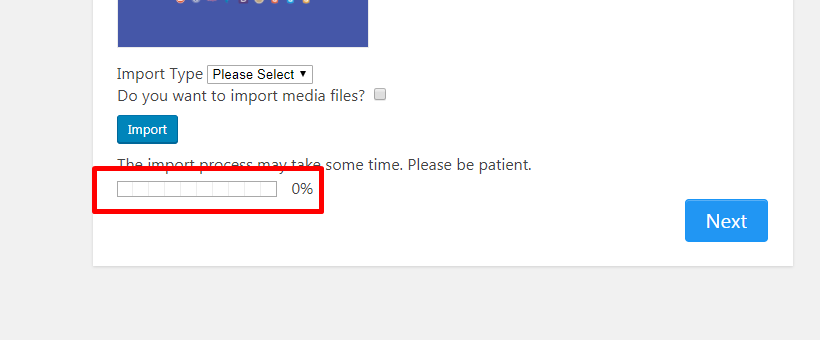 Import Type Please Select
Do you want to import media files?
Import
The import process may take some time. Please be patient.
0%
Next